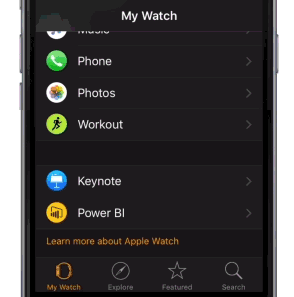 My Watch
Music
Phone
Photos
Workout
Keynote
Power BI
Learn more about Apple Watch
My Watch
Explore
Featured
Search